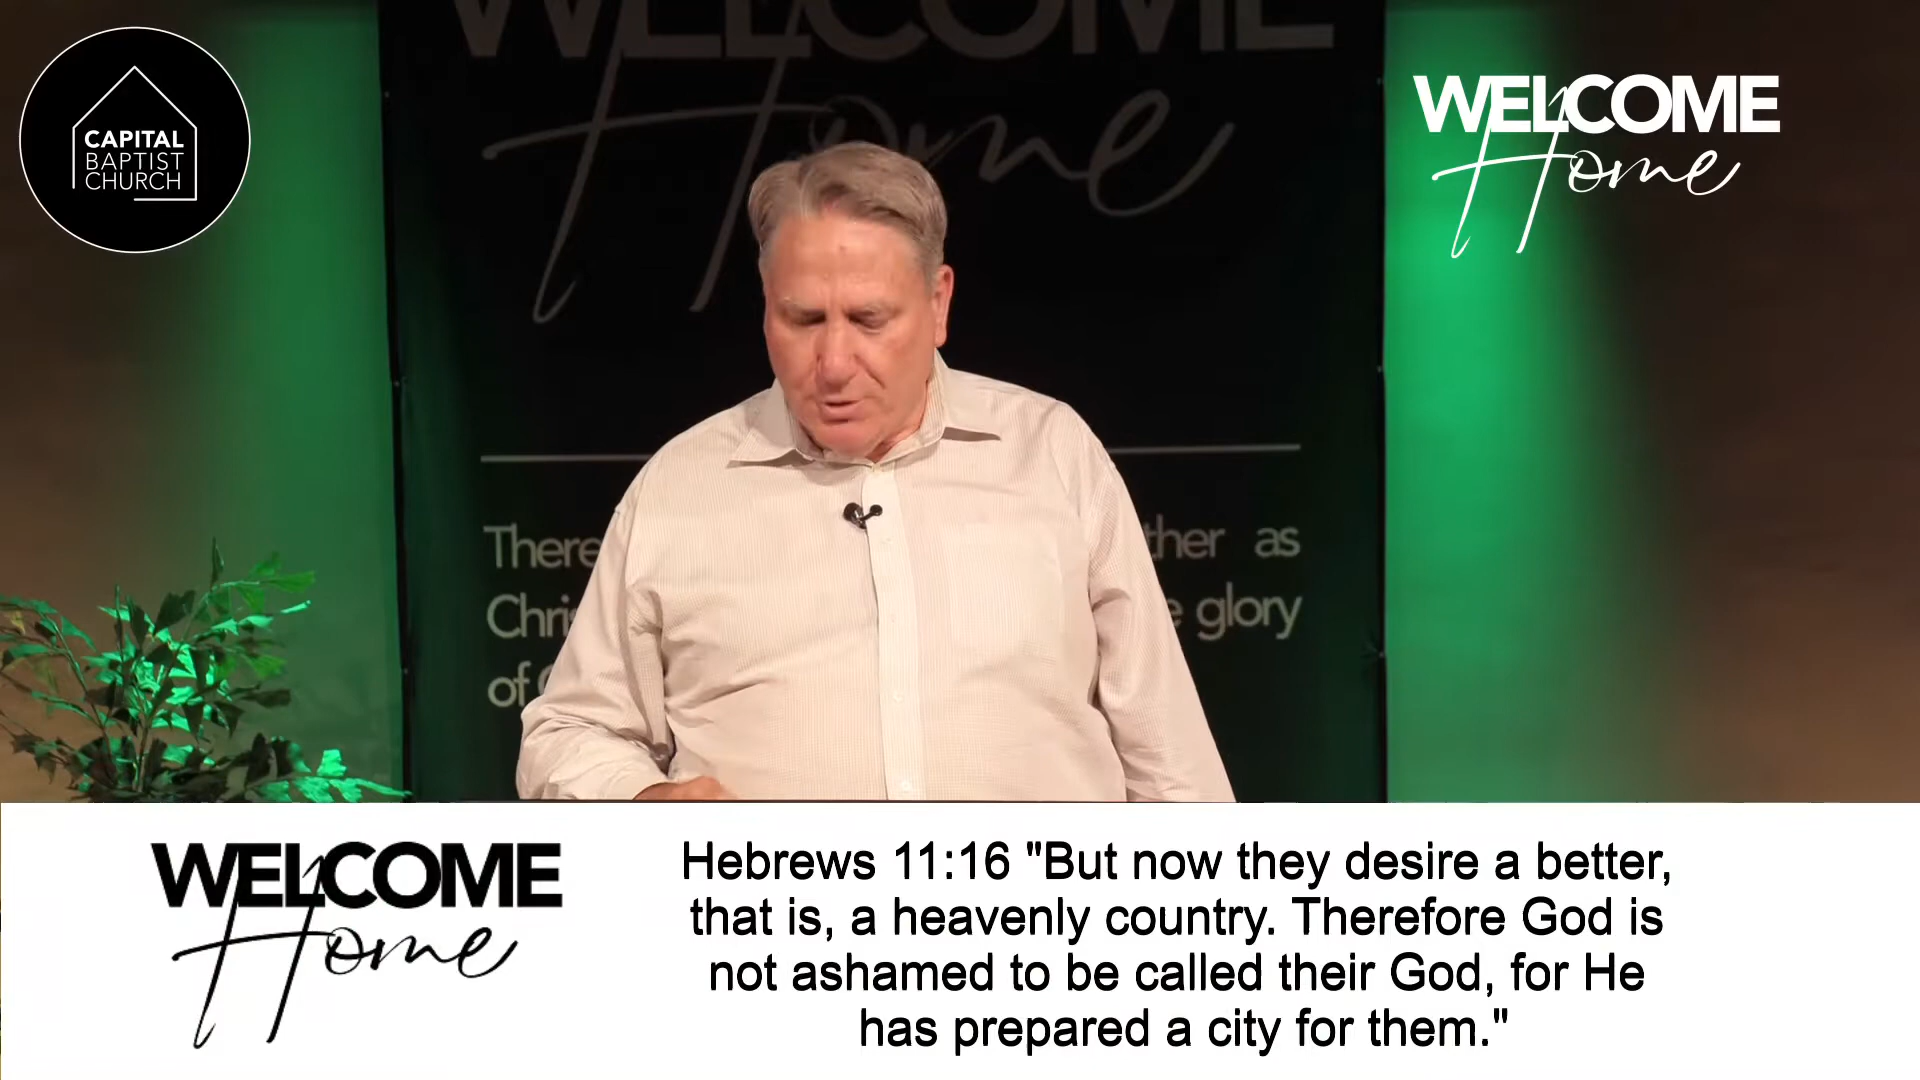 WELCOME
Home
CAPITAL
BAPTIST
CHURCH
WELCOME
Home
There ther as
Chri glory
of
WELCOME
Home
Hebrews 11:16 "But now they desire a better,
that is, a heavenly country. Therefore God is
not ashamed to be called their God, for He
has prepared a city for them."